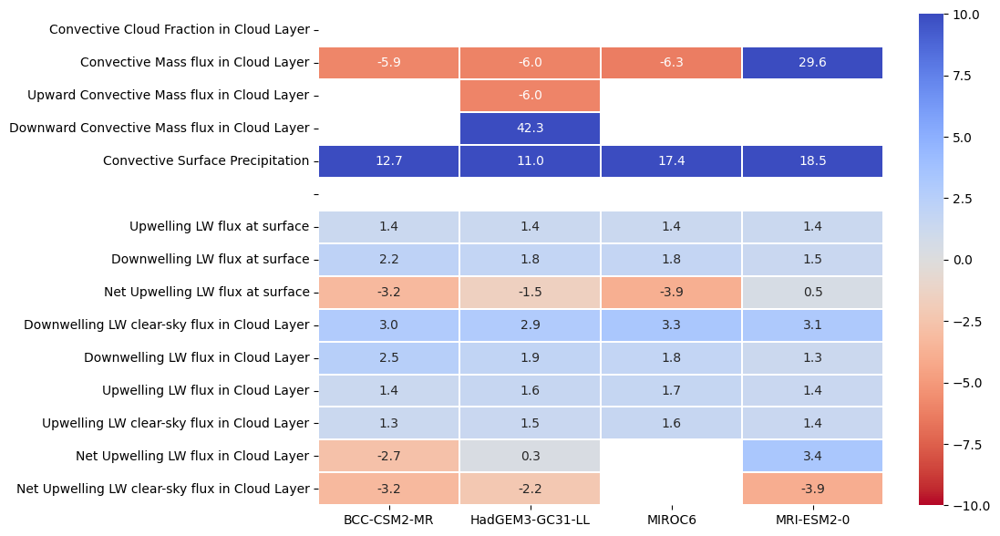 Convective Cloud Fraction in Cloud Layer
Convective Mass flux in Cloud Layer -5.9 -6.0 -6.3 29.6
Upward Convective Mass flux in Cloud Layer -6.0
Downward Convective Mass flux in Cloud Layer 42.3
Convective Surface Precipitation 12.7 11.0 17.4 18.5
Upwelling LW flux at surface 1.4 1.4 1.4 1.4
Downwelling LW flux at surface 2.2 1.8 1.8 1.5
Net Upwelling LW flux at surface -3.2 -1.5 -3.9 0.5
Downwelling LW clear-sky flux in Cloud Layer 3.0 2.9 3.3 3.1
Downwelling LW flux in Cloud Layer 2.5 1.9 1.8 1.3
Upwelling LW flux in Cloud Layer 1.4 1.6 1.7 1.4
Upwelling LW clear-sky flux in Cloud Layer 1.3 1.5 1.6 1.4
Net Upwelling LW flux in Cloud Layer -2.7 0.3 3.4
Net Upwelling LW clear-sky flux in Cloud Layer -3.2 -2.2 -3.9
BCC-CSM2-MR HadGEM3-GC31-LL MIROC6 MRI-ESM2-0
10.0
7.5
5.0
2.5
0.0
−2.5
−5.0
−7.5
−10.0